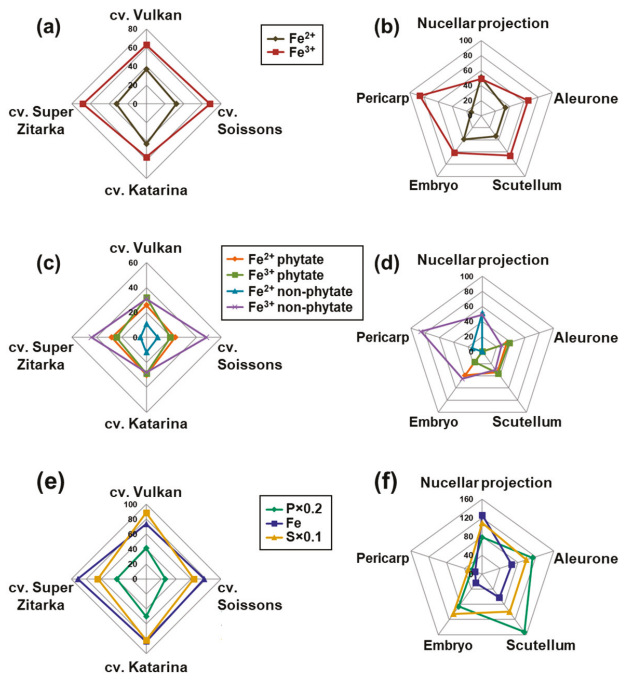 (a)
cv. Vulkan
80
60
40
20
0
cv. Super
Zitarka
cv.
Soissons
cv. Katarina
Fe²⁺
Fe³⁺
(b)
Nucellar projection
100
80
60
40
20
0
Pericarp
Aleurone
Embryo
Scutellum
(c)
cv. Vulkan
60
40
20
0
cv. Super
Zitarka
cv.
Soissons
cv. Katarina
Fe²⁺ phytate
Fe³⁺ phytate
Fe²⁺ non-phytate
Fe³⁺ non-phytate
(d)
Nucellar projection
100
80
60
40
20
Pericarp
Aleurone
Embryo
Scutellum
(e)
cv. Vulkan
100
80
60
40
20
0
cv. Super
Zitarka
cv.
Soissons
cv. Katarina
P×0.2
Fe
S×0.1
(f)
Nucellar projection
160
120
80
40
Pericarp
Aleurone
Embryo
Scutellum